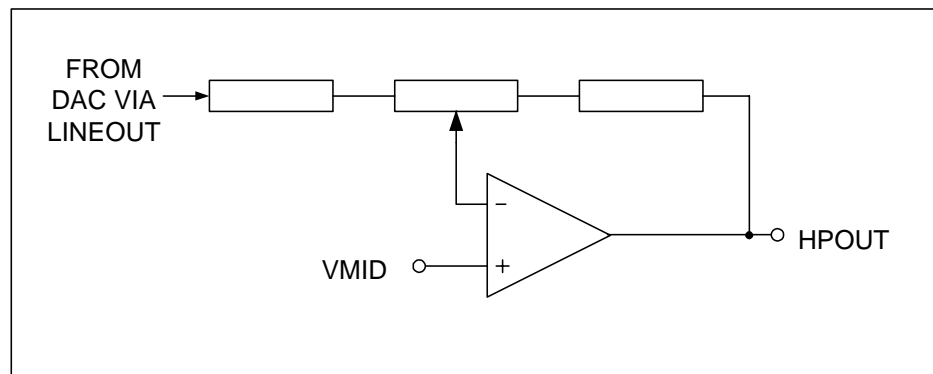 FROM
DAC VIA
LINEOUT
−
+
VMID
HPOUT